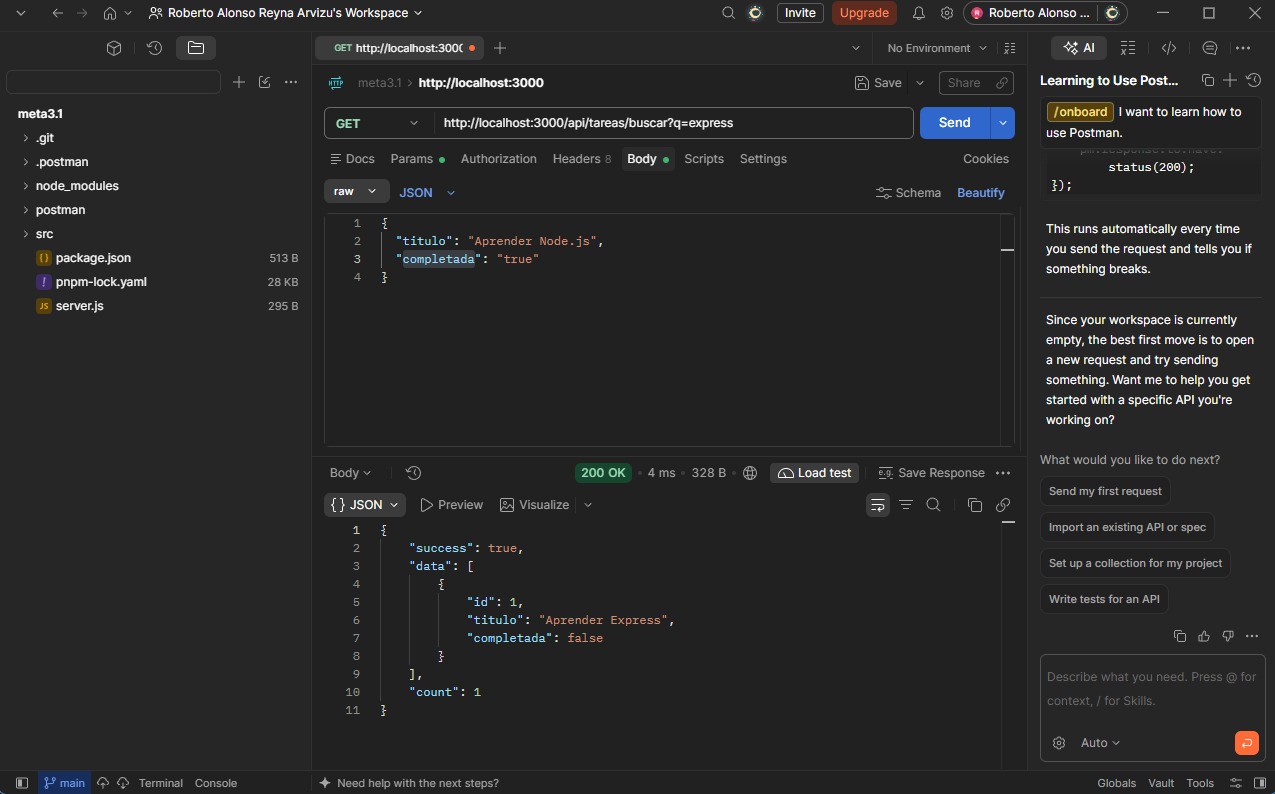 Roberto Alonso Reyna Arvizu's Workspace
Invite
Upgrade
R
Roberto Alonso ...
GET http://localhost:3000
No Environment
AI
HTTP meta3.1 > http://localhost:3000
Save
Share
GET
http://localhost:3000/api/tareas/buscar?q=express
Send
Docs Params Authorization Headers 8 Body Scripts Settings
Cookies
raw
JSON
Schema
Beautify
1 {
2 "titulo": "Aprender Node.js",
3 "completada": "true"
4 }
meta3.1
.git
.postman
node_modules
postman
src
{} package.json 513 B
! pnpm-lock.yaml 28 KB
JS server.js 295 B
Body
200 OK
4 ms
328 B
Load test
e.g. Save Response
{} JSON
Preview
Visualize
1 {
2 "success": true,
3 "data": [
4 {
5 "id": 1,
6 "titulo": "Aprender Express",
7 "completada": false
8 }
9 ],
10 "count": 1
11 }
Learning to Use Post...
/onboard I want to learn how to
use Postman.
status(200);
});
This runs automatically every time
you send the request and tells you if
something breaks.
Since your workspace is currently
empty, the best first move is to open
a new request and try sending
something. Want me to help you get
started with a specific API you're
working on?
What would you like to do next?
Send my first request
Import an existing API or spec
Set up a collection for my project
Write tests for an API
Describe what you need. Press @ for
context, / for Skills.
Auto
main
Terminal
Console
Need help with the next steps?
Globals
Vault
Tools